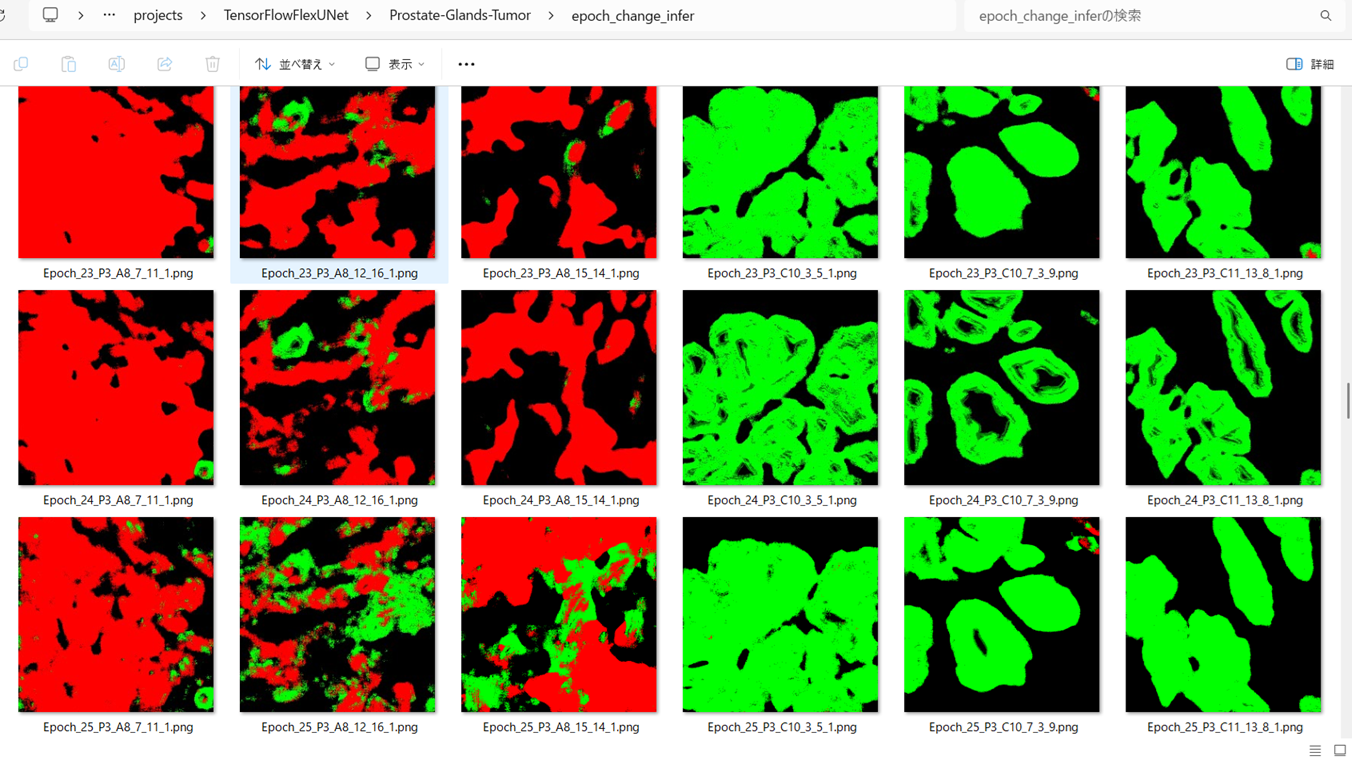 … projects TensorFlowFlexUNet Prostate-Glands-Tumor epoch_change_infer epoch_change_inferの検索
並べ替え 表示 … 詳細
Epoch_23_P3_A8_7_11_1.png Epoch_23_P3_A8_12_16_1.png Epoch_23_P3_A8_15_14_1.png Epoch_23_P3_C10_3_5_1.png Epoch_23_P3_C10_7_3_9.png Epoch_23_P3_C11_13_8_1.png
Epoch_24_P3_A8_7_11_1.png Epoch_24_P3_A8_12_16_1.png Epoch_24_P3_A8_15_14_1.png Epoch_24_P3_C10_3_5_1.png Epoch_24_P3_C10_7_3_9.png Epoch_24_P3_C11_13_8_1.png
Epoch_25_P3_A8_7_11_1.png Epoch_25_P3_A8_12_16_1.png Epoch_25_P3_A8_15_14_1.png Epoch_25_P3_C10_3_5_1.png Epoch_25_P3_C10_7_3_9.png Epoch_25_P3_C11_13_8_1.png